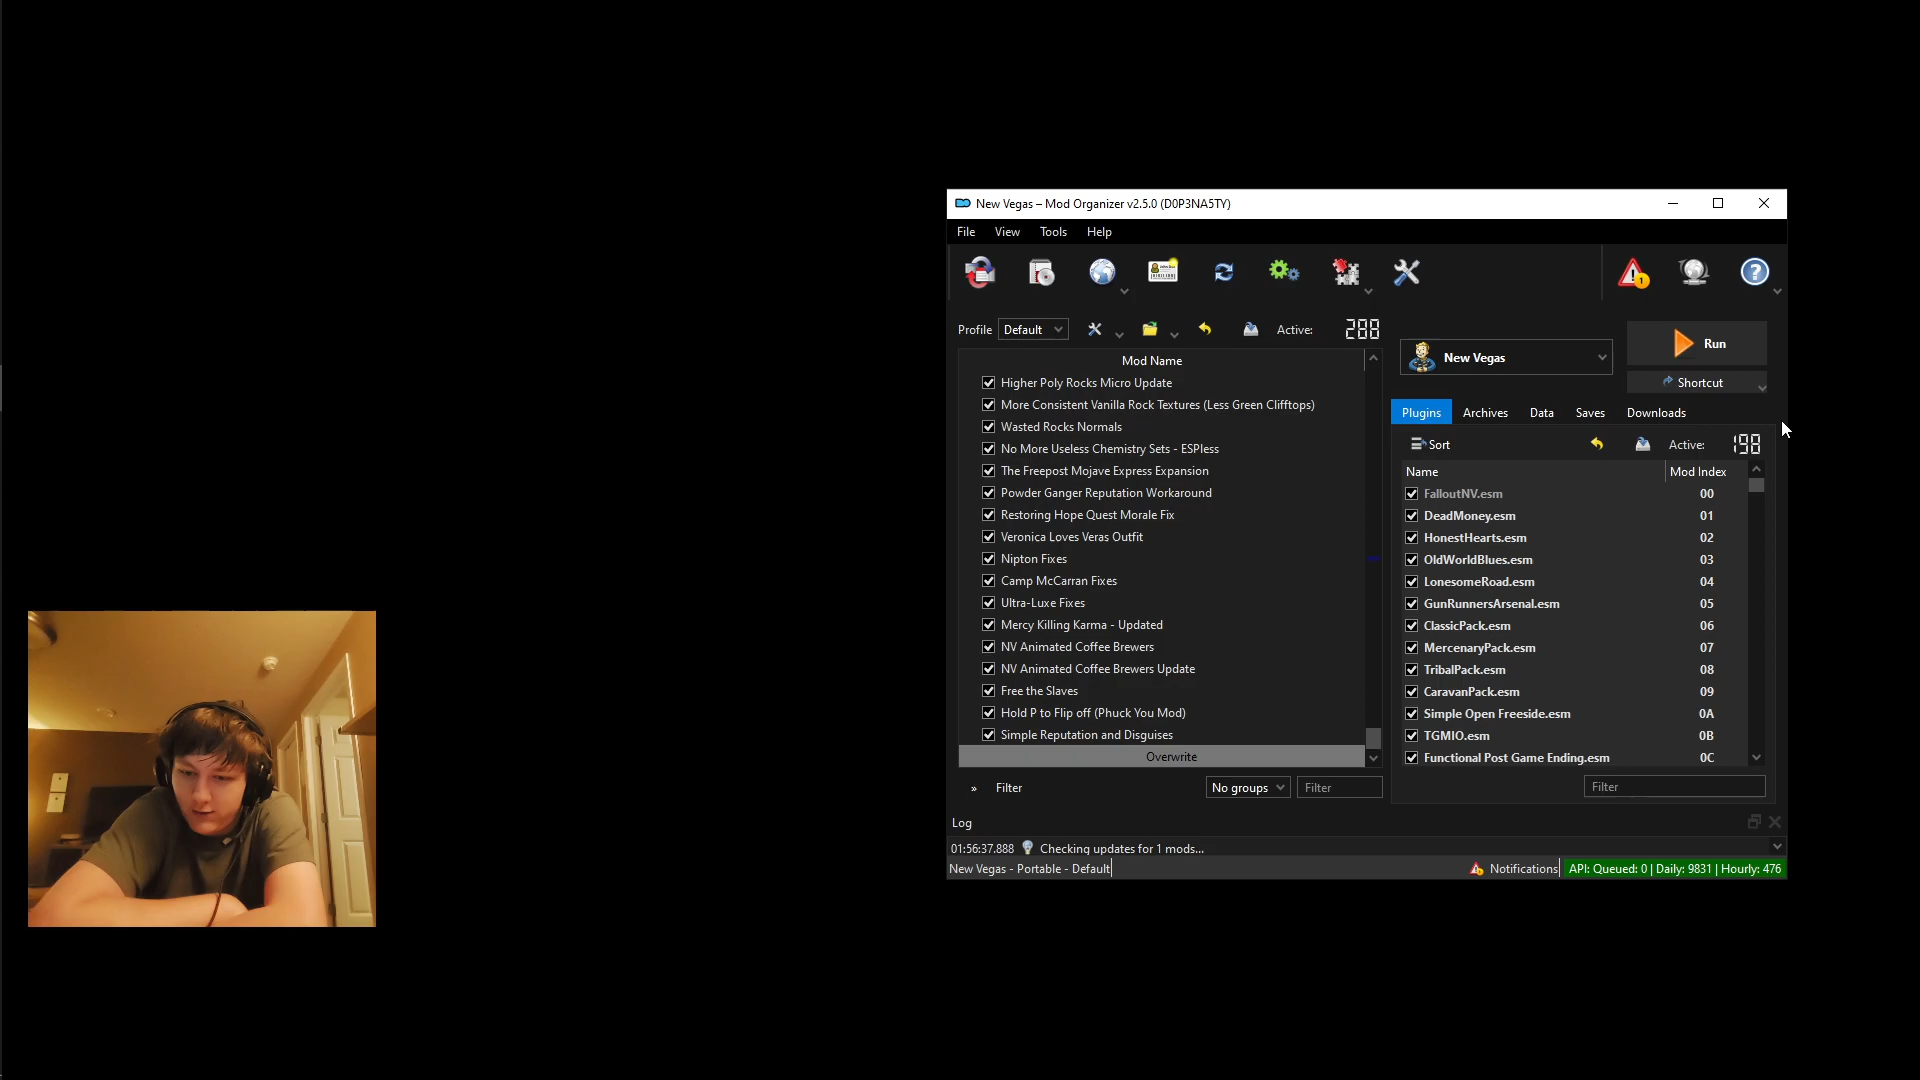 New Vegas – Mod Organizer v2.5.0 (D0P3NA5TY)
File View Tools Help
Profile Default Active: 288
Mod Name
Higher Poly Rocks Micro Update
More Consistent Vanilla Rock Textures (Less Green Clifftops)
Wasted Rocks Normals
No More Useless Chemistry Sets - ESPless
The Freepost Mojave Express Expansion
Powder Ganger Reputation Workaround
Restoring Hope Quest Morale Fix
Veronica Loves Veras Outfit
Nipton Fixes
Camp McCarran Fixes
Ultra-Luxe Fixes
Mercy Killing Karma - Updated
NV Animated Coffee Brewers
NV Animated Coffee Brewers Update
Free the Slaves
Hold P to Flip off (Phuck You Mod)
Simple Reputation and Disguises
Overwrite
» Filter No groups Filter
New Vegas
Run
Shortcut
Plugins Archives Data Saves Downloads
Sort Active: 198
Name Mod Index
FalloutNV.esm 00
DeadMoney.esm 01
HonestHearts.esm 02
OldWorldBlues.esm 03
LonesomeRoad.esm 04
GunRunnersArsenal.esm 05
ClassicPack.esm 06
MercenaryPack.esm 07
TribalPack.esm 08
CaravanPack.esm 09
Simple Open Freeside.esm 0A
TGMIO.esm 0B
Functional Post Game Ending.esm 0C
Filter
Log
01:56:37.888 Checking updates for 1 mods...
New Vegas - Portable - Default
Notifications
API: Queued: 0 | Daily: 9831 | Hourly: 476